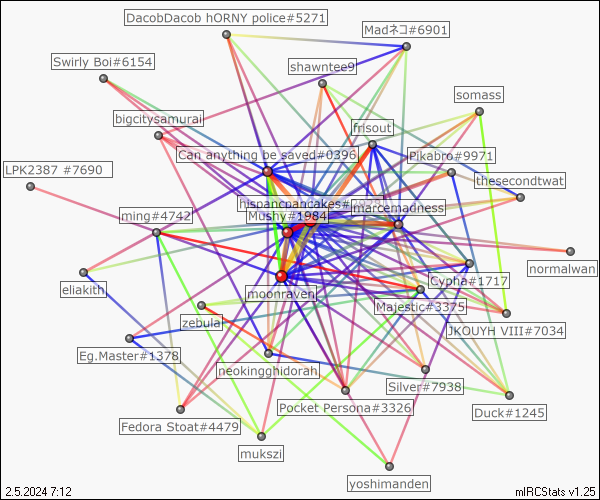 DacobDacob hORNY police#5271
Madネコ#6901
Swirly Boi#6154
shawntee9
somass
bigcitysamurai
frisout
Can anything be saved#0396
Pikabro#9971
LPK2387 #7690
thesecondtwat
hispancpancakes#
jmarcemadness
ming#4742
Mushy#1984
normalwan
eliakith
moonraven
Cypha#1717
Majestic#3375
zebulai
JKOUYH VIII#7034
Eg.Master#1378
neokingghidorah
Silver#7938
Pocket Persona#3326
Duck#1245
Fedora Stoat#4479
mukszi
yoshimanden
2.5.2024 7:12
mIRCStats v1.25